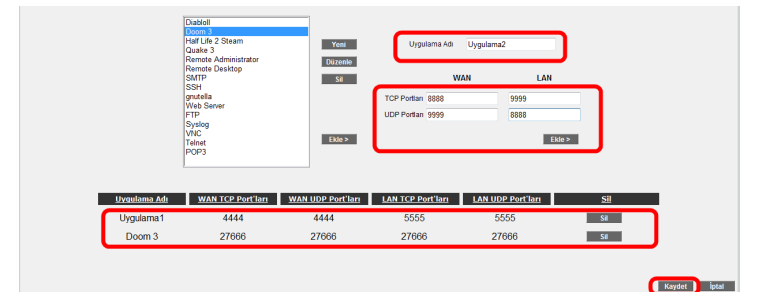 Diabloll
Doom 3
Half Life 2 Steam
Quake 3
Remote Administrator
Remote Desktop
SMTP
SSH
gnutella
Web Server
FTP
Syslog
VNC
Telnet
POP3
Yeni
Düzenle
Sil
Ekle >
Uygulama Adı Uygulama2
WAN LAN
TCP Portları 8888 9999
UDP Portları 9999 8888
Ekle >
Uygulama Adı WAN TCP Port'ları WAN UDP Port'ları LAN TCP Port'ları LAN UDP Port'ları Sil
Uygulama1 4444 4444 5555 5555 Sil
Doom 3 27666 27666 27666 27666 Sil
Kaydet İptal